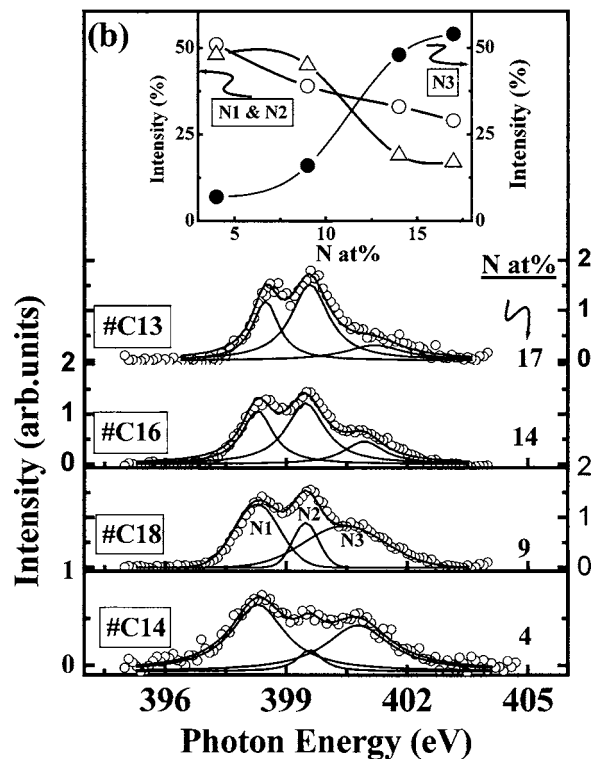 (b)
50
25
0
Intensity (%)
N1 & N2
N3
50
25
0
Intensity (%)
5
10
15
N at%
Intensity (arb.units)
#C13
N at%
2
1
17
0
2
#C16
1
14
0
#C18
N1
N2
N3
9
2
1
0
1
#C14
4
0
396
399
402
405
Photon Energy (eV)